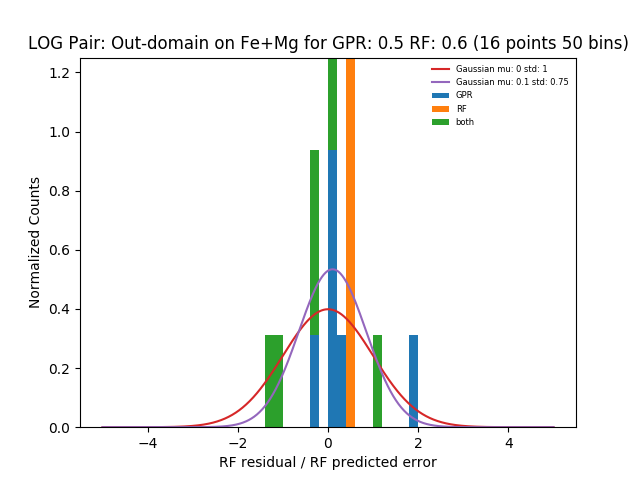 LOG Pair: Out-domain on Fe+Mg for GPR: 0.5 RF: 0.6 (16 points 50 bins)
Gaussian mu: 0 std: 1
Gaussian mu: 0.1 std: 0.75
GPR
RF
both
Normalized Counts
1.2
1.0
0.8
0.6
0.4
0.2
0.0
−4
−2
0
2
4
RF residual / RF predicted error